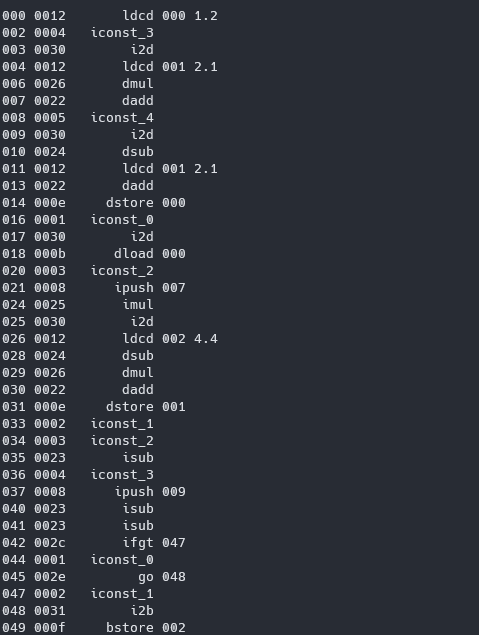 000 0012 ldcd 000 1.2
002 0004 iconst_3
003 0030 i2d
004 0012 ldcd 001 2.1
006 0026 dmul
007 0022 dadd
008 0005 iconst_4
009 0030 i2d
010 0024 dsub
011 0012 ldcd 001 2.1
013 0022 dadd
014 000e dstore 000
016 0001 iconst_0
017 0030 i2d
018 000b dload 000
020 0003 iconst_2
021 0008 ipush 007
024 0025 imul
025 0030 i2d
026 0012 ldcd 002 4.4
028 0024 dsub
029 0026 dmul
030 0022 dadd
031 000e dstore 001
033 0002 iconst_1
034 0003 iconst_2
035 0023 isub
036 0004 iconst_3
037 0008 ipush 009
040 0023 isub
041 0023 isub
042 002c ifgt 047
044 0001 iconst_0
045 002e go 048
047 0002 iconst_1
048 0031 i2b
049 000f bstore 002